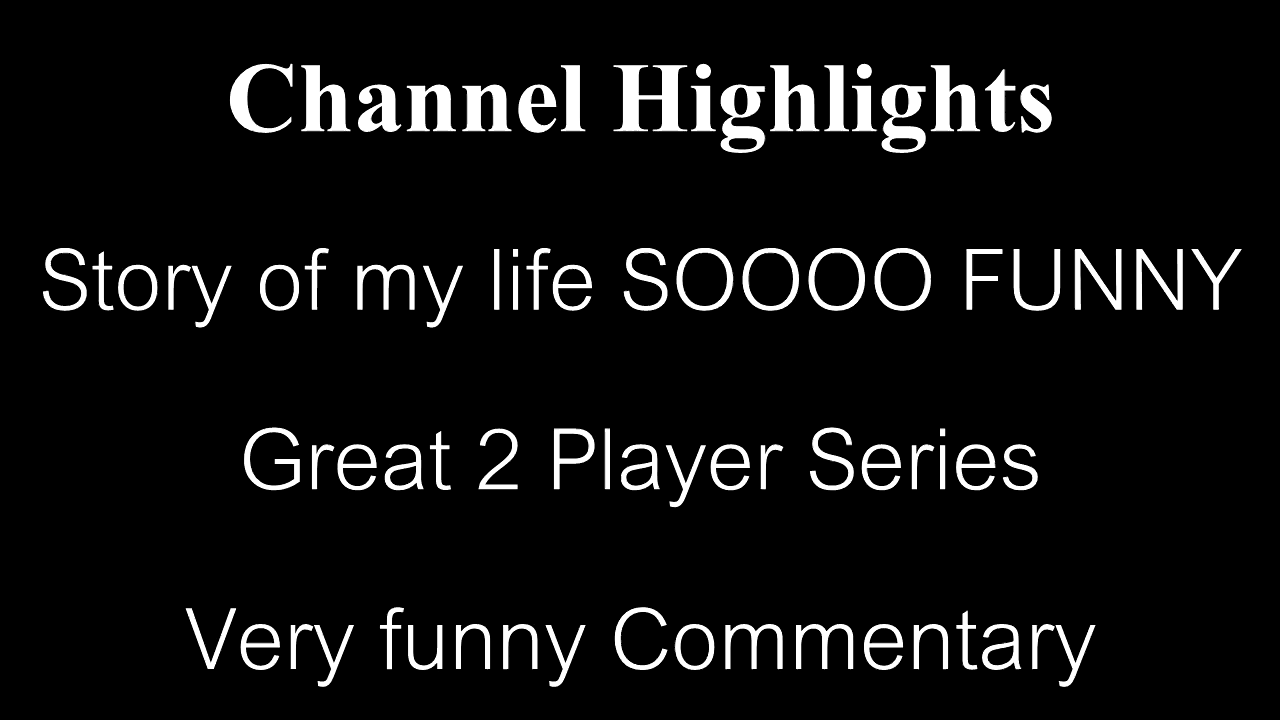 Channel Highlights
Story of my life SOOOO FUNNY
Great 2 Player Series
Very funny Commentary